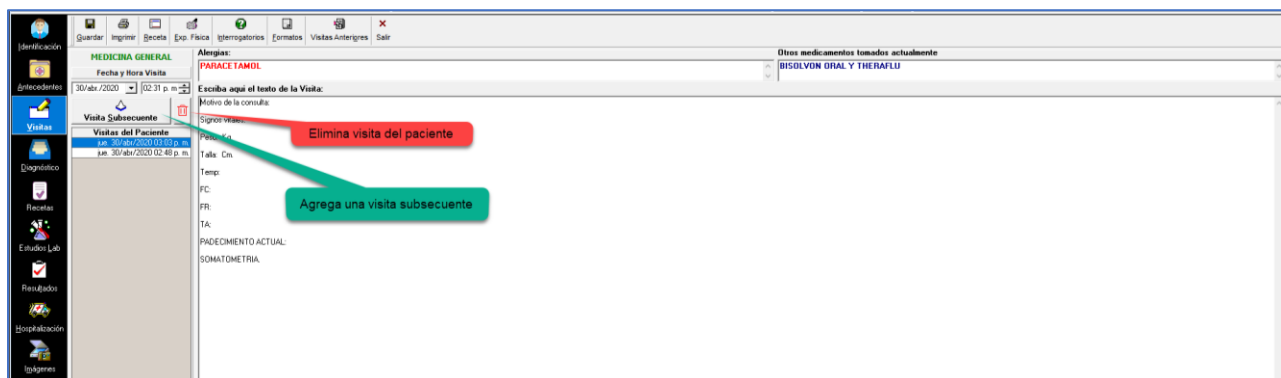 Identificación
Antecedentes
Visitas
Diagnóstico
Recetas
Estudios Lab
Resultados
Hospitalización
Imágenes
Guardar Imprimir Receta Exp. Física Interrogatorios Formatos Visitas Anteriores Salir
MEDICINA GENERAL
Fecha y Hora Visita
30/abr./2020 02:31 p. m
Visita Subsecuente
Visitas del Paciente
jue. 30/abr/2020 03:03 p. m.
jue. 30/abr/2020 02:48 p. m.
Alergias:
PARACETAMOL
Otros medicamentos tomados actualmente
BISOLVON ORAL Y THERAFLU
Escriba aqui el texto de la Visita:
Motivo de la consulta:
Signos
Elimina visita del paciente
Talla: Cm.
Temp:
FC:
FR:
Agrega una visita subsecuente
TA:
PADECIMIENTO ACTUAL:
SOMATOMETRIA.